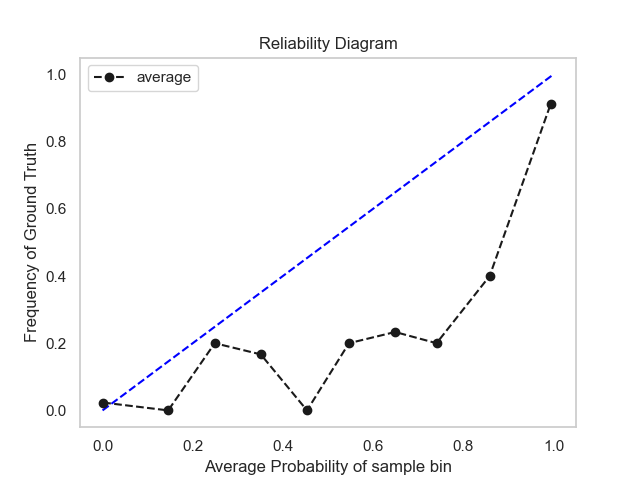 Reliability Diagram
average
Frequency of Ground Truth
1.0
0.8
0.6
0.4
0.2
0.0
0.0 0.2 0.4 0.6 0.8 1.0
Average Probability of sample bin